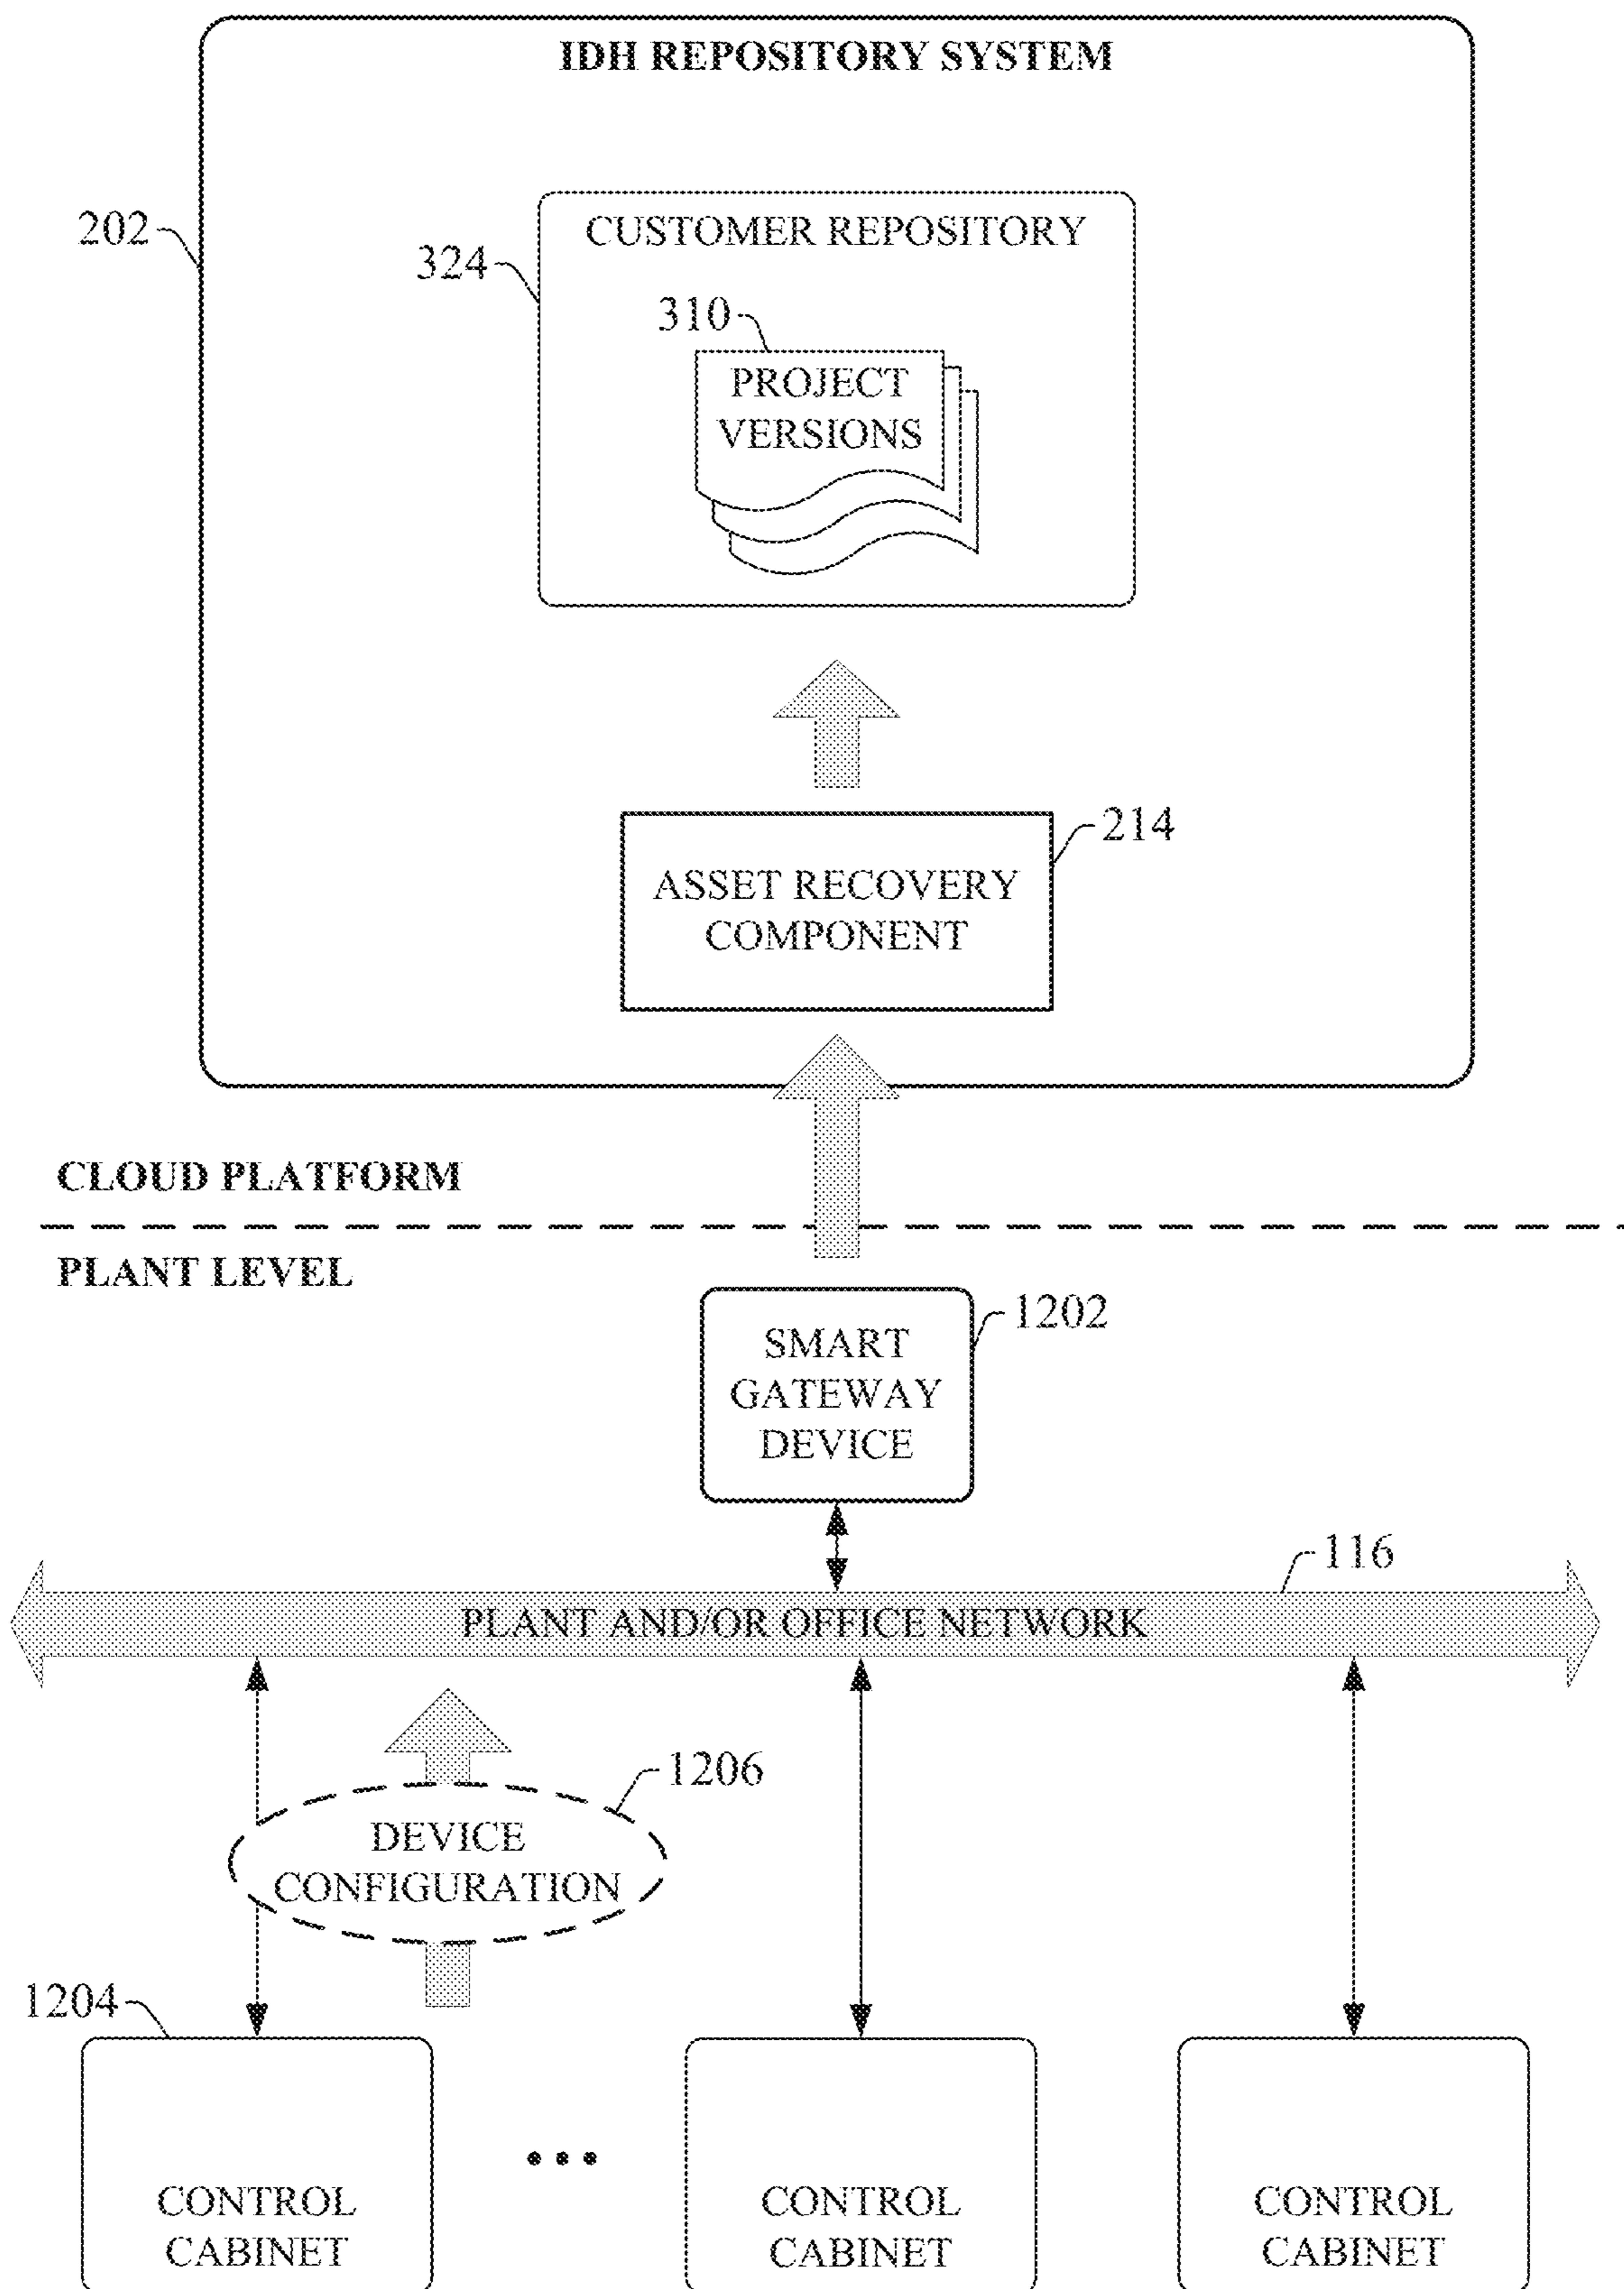 IDH REPOSITORY SYSTEM
202
CUSTOMER REPOSITORY
324
310
PROJECT
VERSIONS
214
ASSET RECOVERY
COMPONENT
CLOUD PLATFORM
PLANT LEVEL
1202
SMART
GATEWAY
DEVICE
116
PLANT AND/OR OFFICE NETWORK
1206
DEVICE
CONFIGURATION
1204
CONTROL
CABINET
CONTROL
CABINET
CONTROL
CABINET